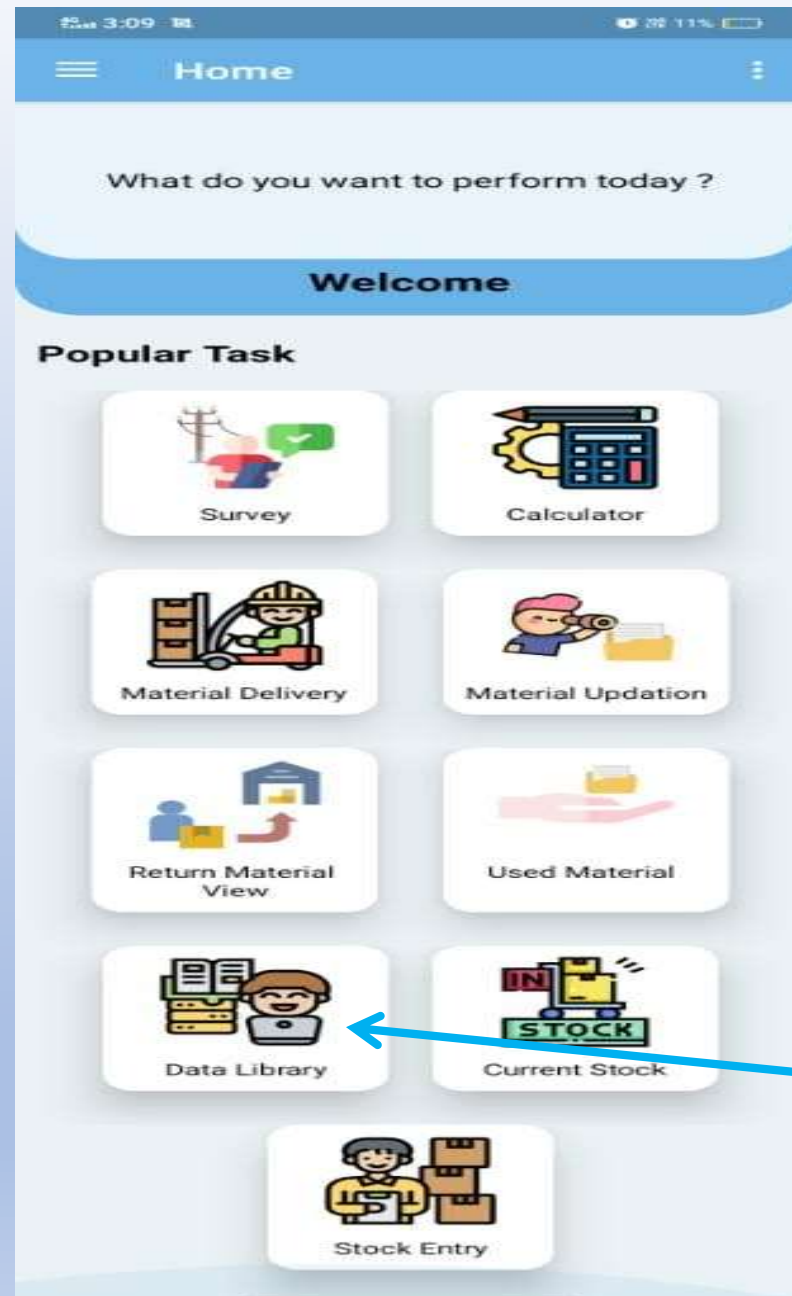 3:09
11%
Home
What do you want to perform today ?
Welcome
Popular Task
Survey
Calculator
Material Delivery
Material Updation
Return Material
View
Used Material
IN
STOCK
Data Library
Current Stock
Stock Entry